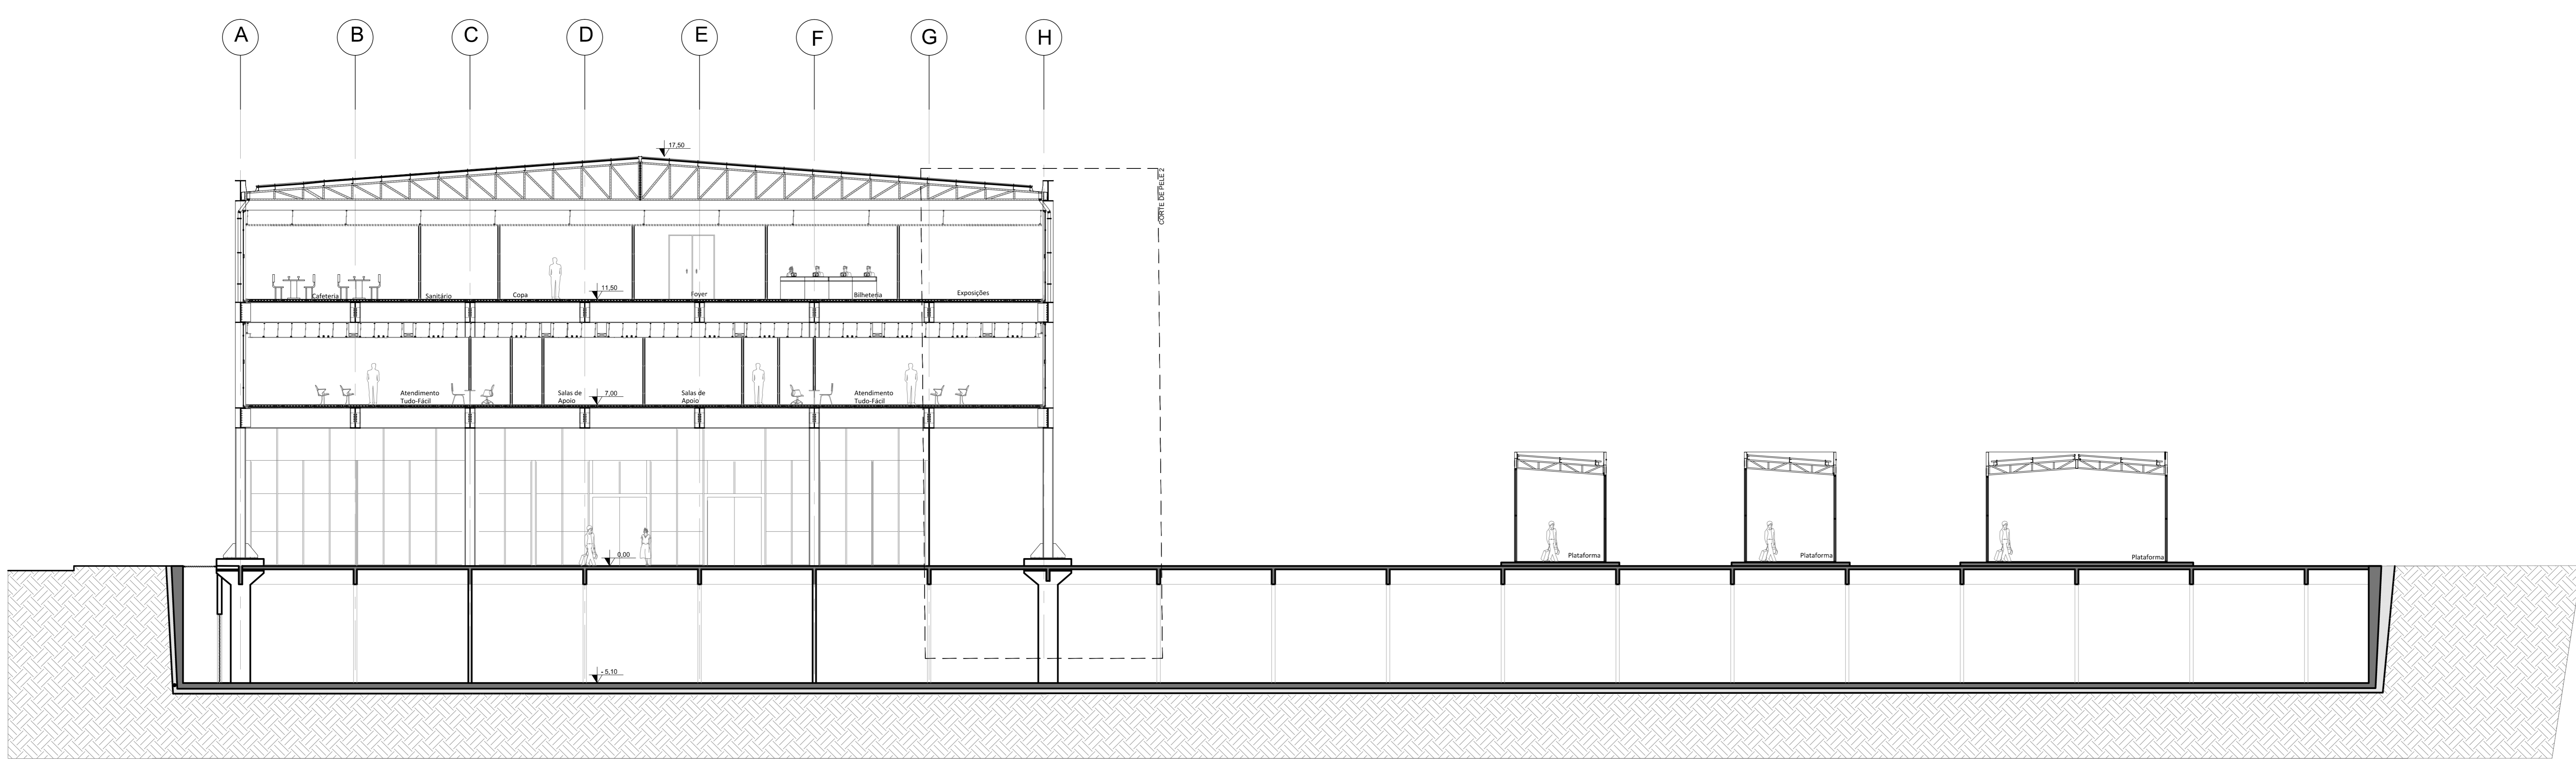 A
B
C
D
E
F
G
H
17,50
CORTE DE PELE 2
Cafeteria
Sanitário
Copa
11,50
Foyer
Bilheteria
Exposições
Atendimento
Tudo-Fácil
Salas de
Apoio
7,00
Salas de
Apoio
Atendimento
Tudo-Fácil
0,00
Plataforma
Plataforma
Plataforma
- 5,10